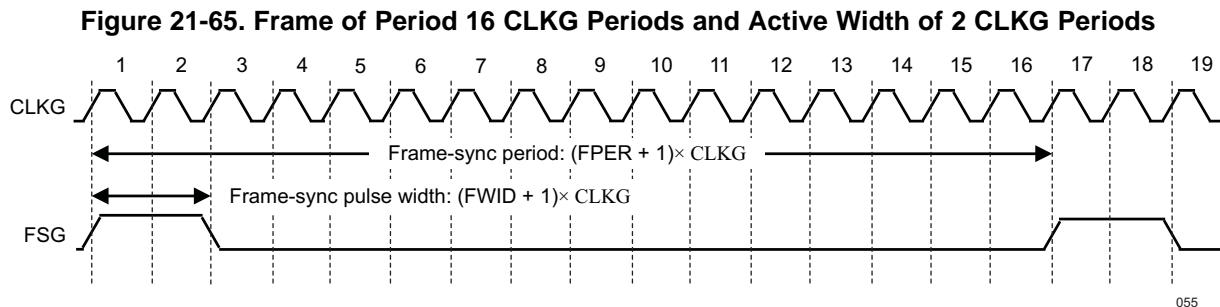 Figure 21-65. Frame of Period 16 CLKG Periods and Active Width of 2 CLKG Periods
1 2 3 4 5 6 7 8 9 10 11 12 13 14 15 16 17 18 19
CLKG
Frame-sync period: (FPER + 1)× CLKG
Frame-sync pulse width: (FWID + 1)× CLKG
FSG
055